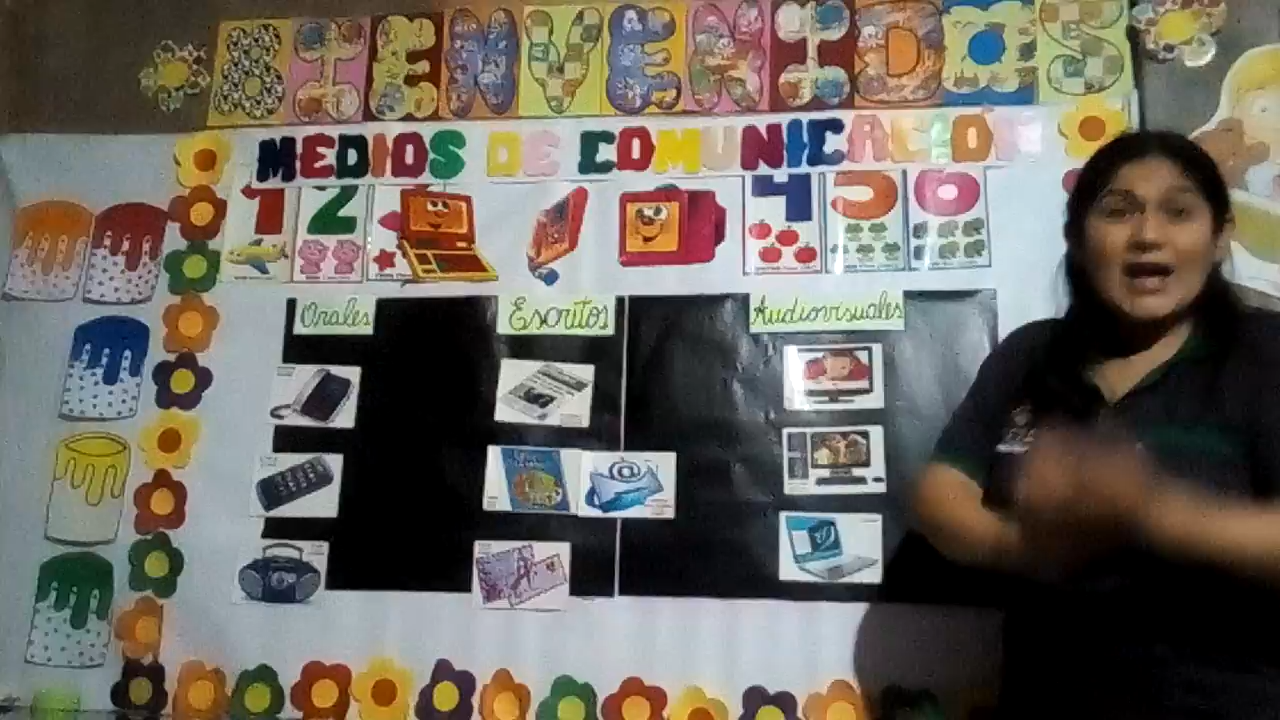 BIENVENIDOS
MEDIOS DE COMUNICACIÓN
1 2 4 5 6
Orales Escritos Audiovisuales
@